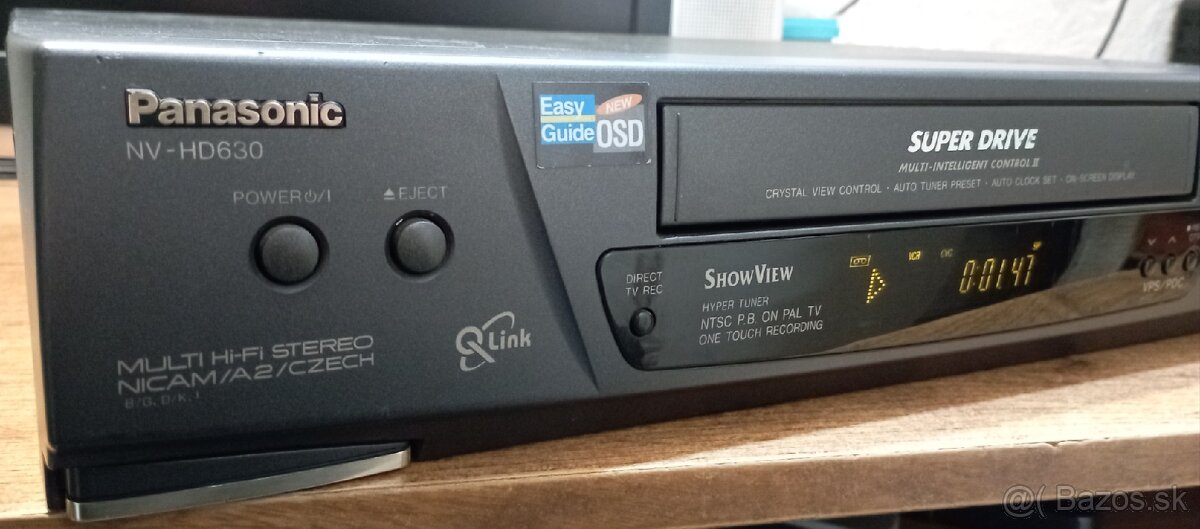 Panasonic
NV-HD630
POWER ⏻/I
⏏ EJECT
MULTI Hi-Fi STEREO
NICAM/A2/CZECH
B/G, D/K, I
Q Link
Easy
Guide
NEW
OSD
SUPER DRIVE
MULTI-INTELLIGENT CONTROL II
CRYSTAL VIEW CONTROL · AUTO TUNER PRESET · AUTO CLOCK SET · ON-SCREEN DISPLAY
DIRECT
TV REC
SHOWVIEW
HYPER TUNER
NTSC P.B. ON PAL TV
ONE TOUCH RECORDING
VCR
0:01.47
SP
VPS/PDC
@( Bazos.sk